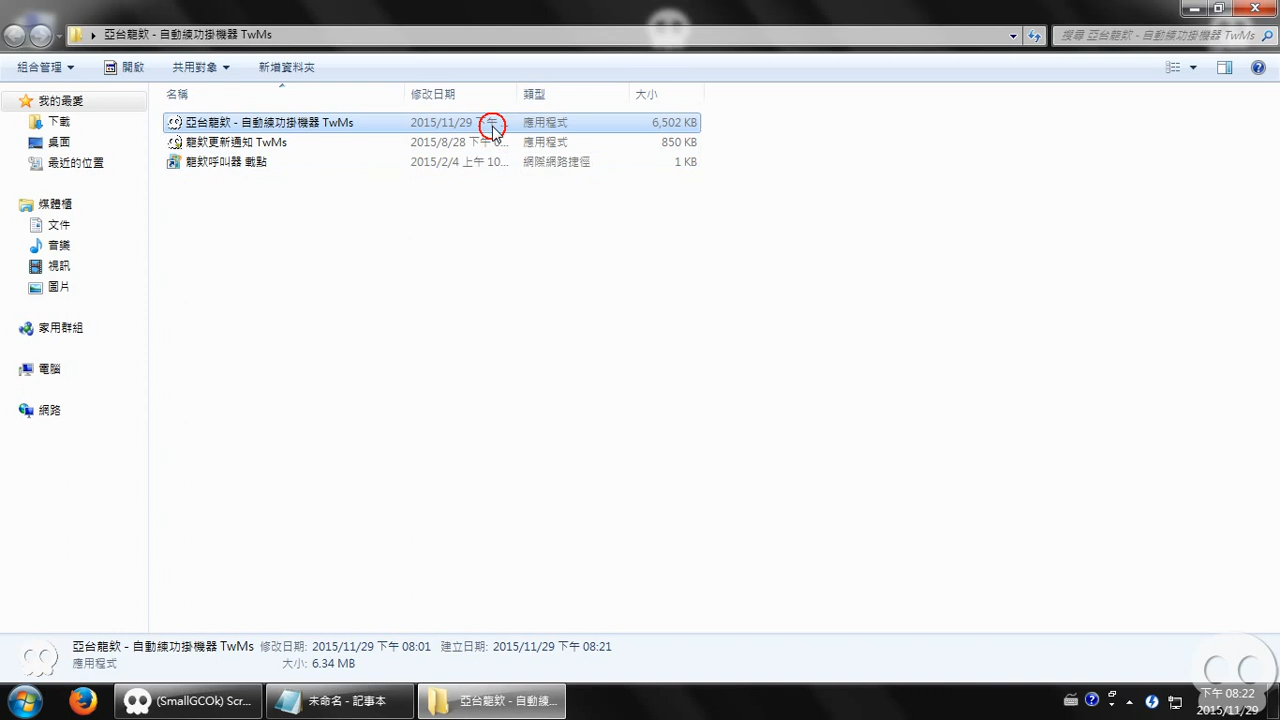 亞台龍欸 - 自動練功掛機器 TwMs
搜尋 亞台龍欸 - 自動練功掛機器 TwMs
組合管理 開啟 共用對象 新增資料夾
名稱 修改日期 類型 大小
我的最愛
下載
桌面
最近的位置
媒體櫃
文件
音樂
視訊
圖片
家用群組
電腦
網路
亞台龍欸 - 自動練功掛機器 TwMs 2015/11/29 下午 應用程式 6,502 KB
龍欸更新通知 TwMs 2015/8/28 下午 應用程式 850 KB
龍欸呼叫器 載點 2015/2/4 上午 10... 網際網路捷徑 1 KB
亞台龍欸 - 自動練功掛機器 TwMs 修改日期: 2015/11/29 下午 08:01 建立日期: 2015/11/29 下午 08:21
應用程式 大小: 6.34 MB
(SmallGCOk) Scr... 未命名 - 記事本 亞台龍欸 - 自動練...
下午 08:22
2015/11/29